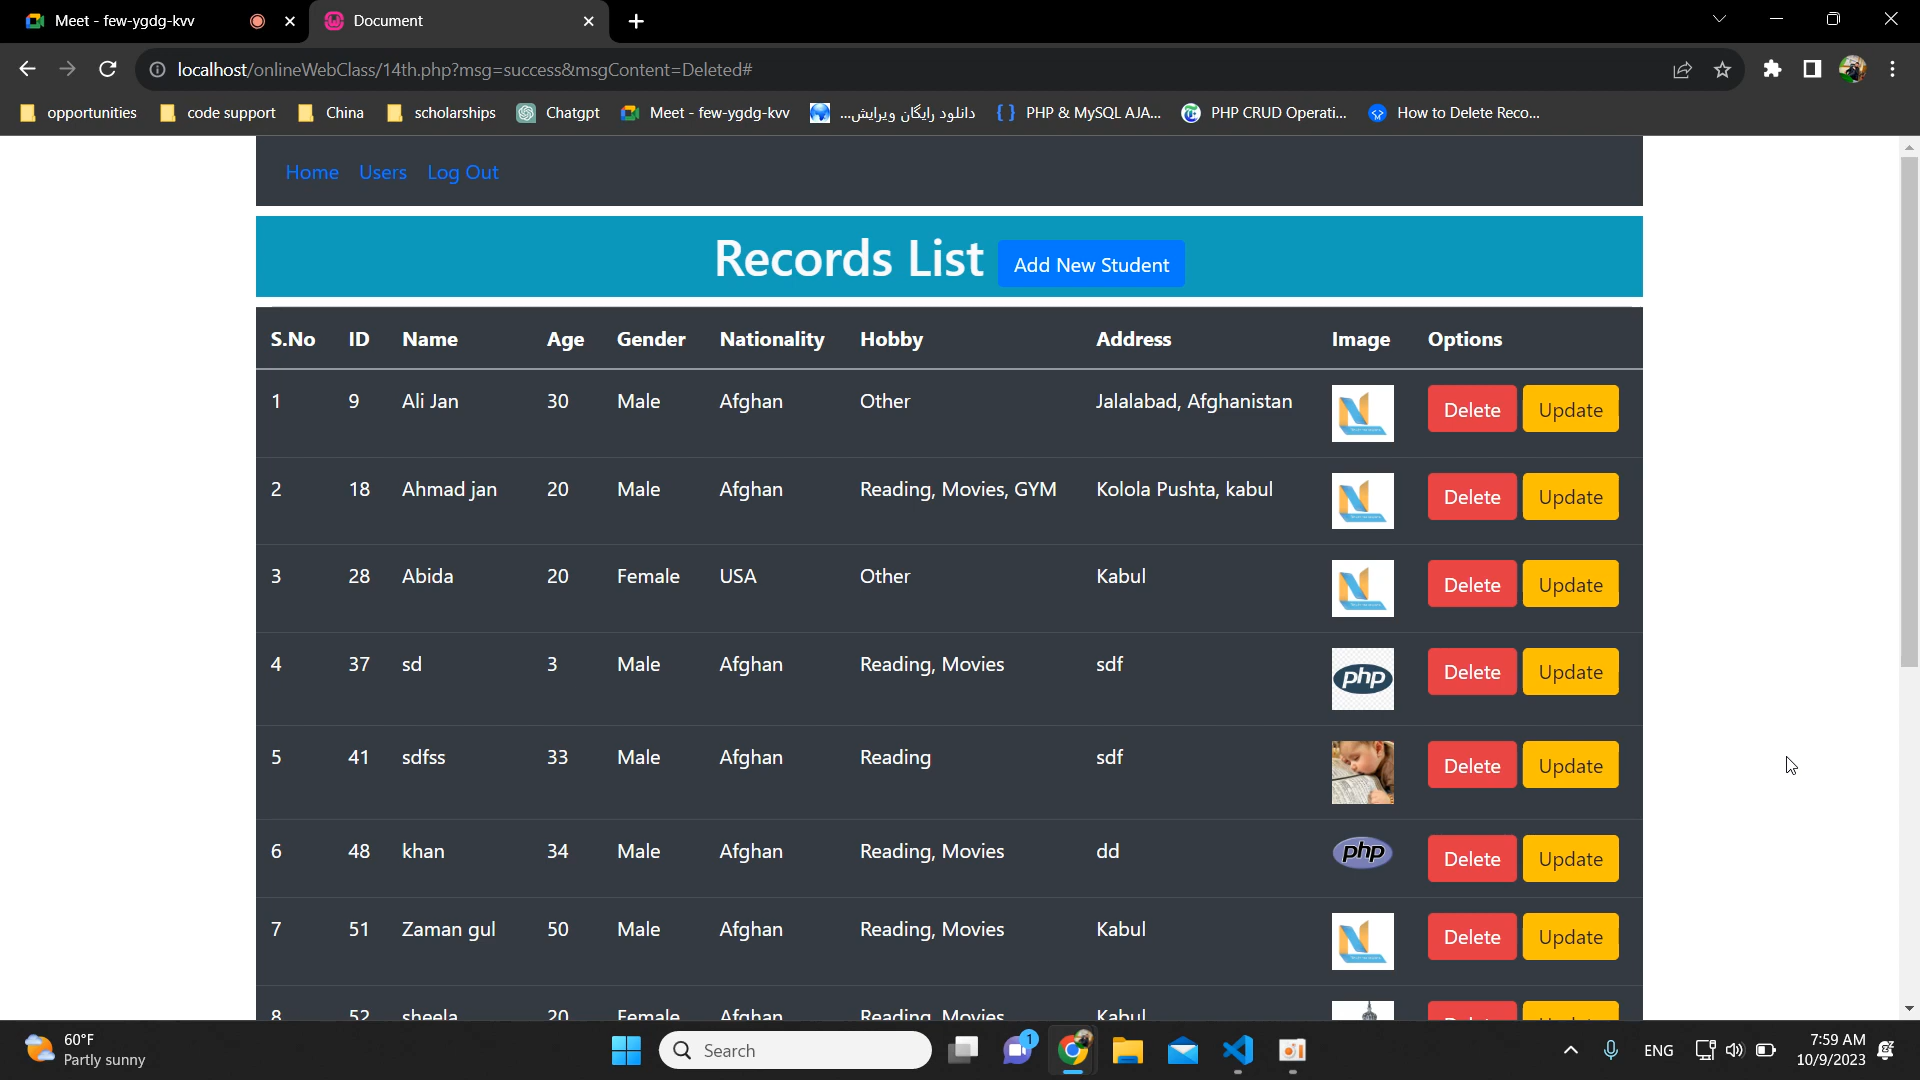 Meet - few-ygdg-kvv
Document
localhost/onlineWebClass/14th.php?msg=success&msgContent=Deleted#
opportunities code support China scholarships Chatgpt Meet - few-ygdg-kvv دانلود رایگان ویرایش... PHP & MySQL AJA... PHP CRUD Operati... How to Delete Reco...
Home Users Log Out
Records List Add New Student
S.No ID Name Age Gender Nationality Hobby Address Image Options
1 9 Ali Jan 30 Male Afghan Other Jalalabad, Afghanistan Delete Update
2 18 Ahmad jan 20 Male Afghan Reading, Movies, GYM Kolola Pushta, kabul Delete Update
3 28 Abida 20 Female USA Other Kabul Delete Update
4 37 sd 3 Male Afghan Reading, Movies sdf php Delete Update
5 41 sdfss 33 Male Afghan Reading sdf Delete Update
6 48 khan 34 Male Afghan Reading, Movies dd php Delete Update
7 51 Zaman gul 50 Male Afghan Reading, Movies Kabul Delete Update
8 52 sheela 20 Female Afghan Reading, Movies Kabul
60°F
Partly sunny
Search
1
ENG
7:59 AM
10/9/2023